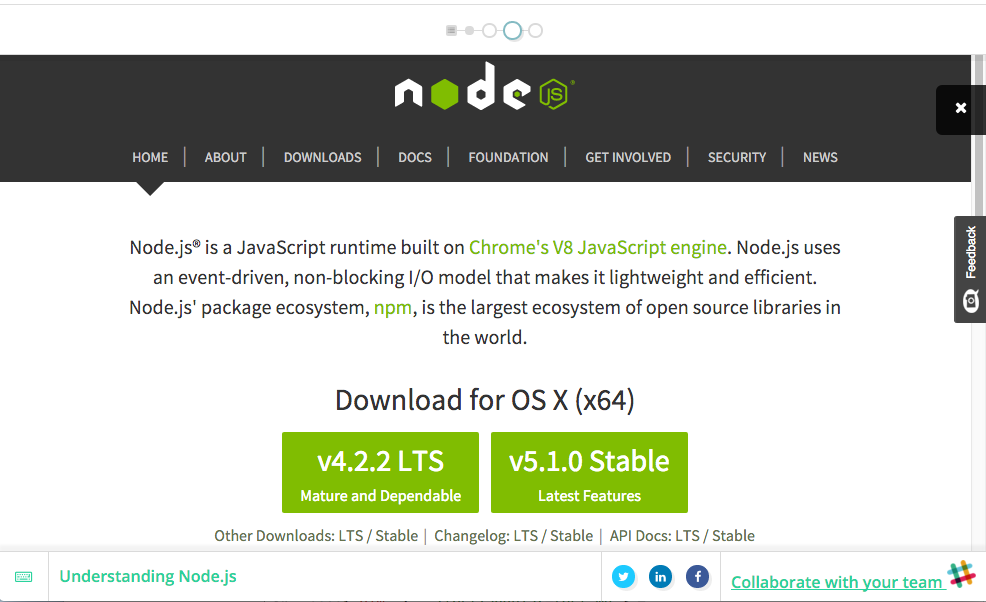 node JS ®
HOME | ABOUT | DOWNLOADS | DOCS | FOUNDATION | GET INVOLVED | SECURITY | NEWS
Feedback
Node.js® is a JavaScript runtime built on Chrome's V8 JavaScript engine. Node.js uses
an event-driven, non-blocking I/O model that makes it lightweight and efficient.
Node.js' package ecosystem, npm, is the largest ecosystem of open source libraries in
the world.
Download for OS X (x64)
v4.2.2 LTS
Mature and Dependable
v5.1.0 Stable
Latest Features
Other Downloads: LTS / Stable | Changelog: LTS / Stable | API Docs: LTS / Stable
Understanding Node.js
in f
Collaborate with your team